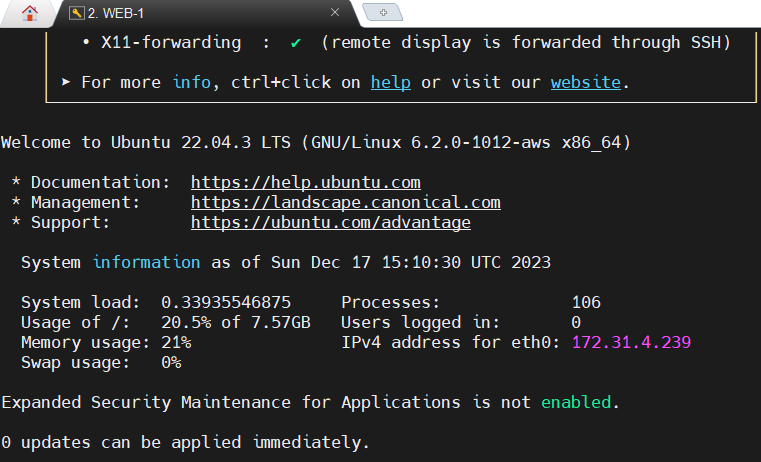 2. WEB-1
• X11-forwarding  :  ✔  (remote display is forwarded through SSH)
➤ For more info, ctrl+click on help or visit our website.
Welcome to Ubuntu 22.04.3 LTS (GNU/Linux 6.2.0-1012-aws x86_64)
* Documentation:  https://help.ubuntu.com
* Management:     https://landscape.canonical.com
* Support:        https://ubuntu.com/advantage
System information as of Sun Dec 17 15:10:30 UTC 2023
System load:  0.33935546875     Processes:             106
Usage of /:   20.5% of 7.57GB   Users logged in:       0
Memory usage: 21%               IPv4 address for eth0: 172.31.4.239
Swap usage:   0%
Expanded Security Maintenance for Applications is not enabled.
0 updates can be applied immediately.